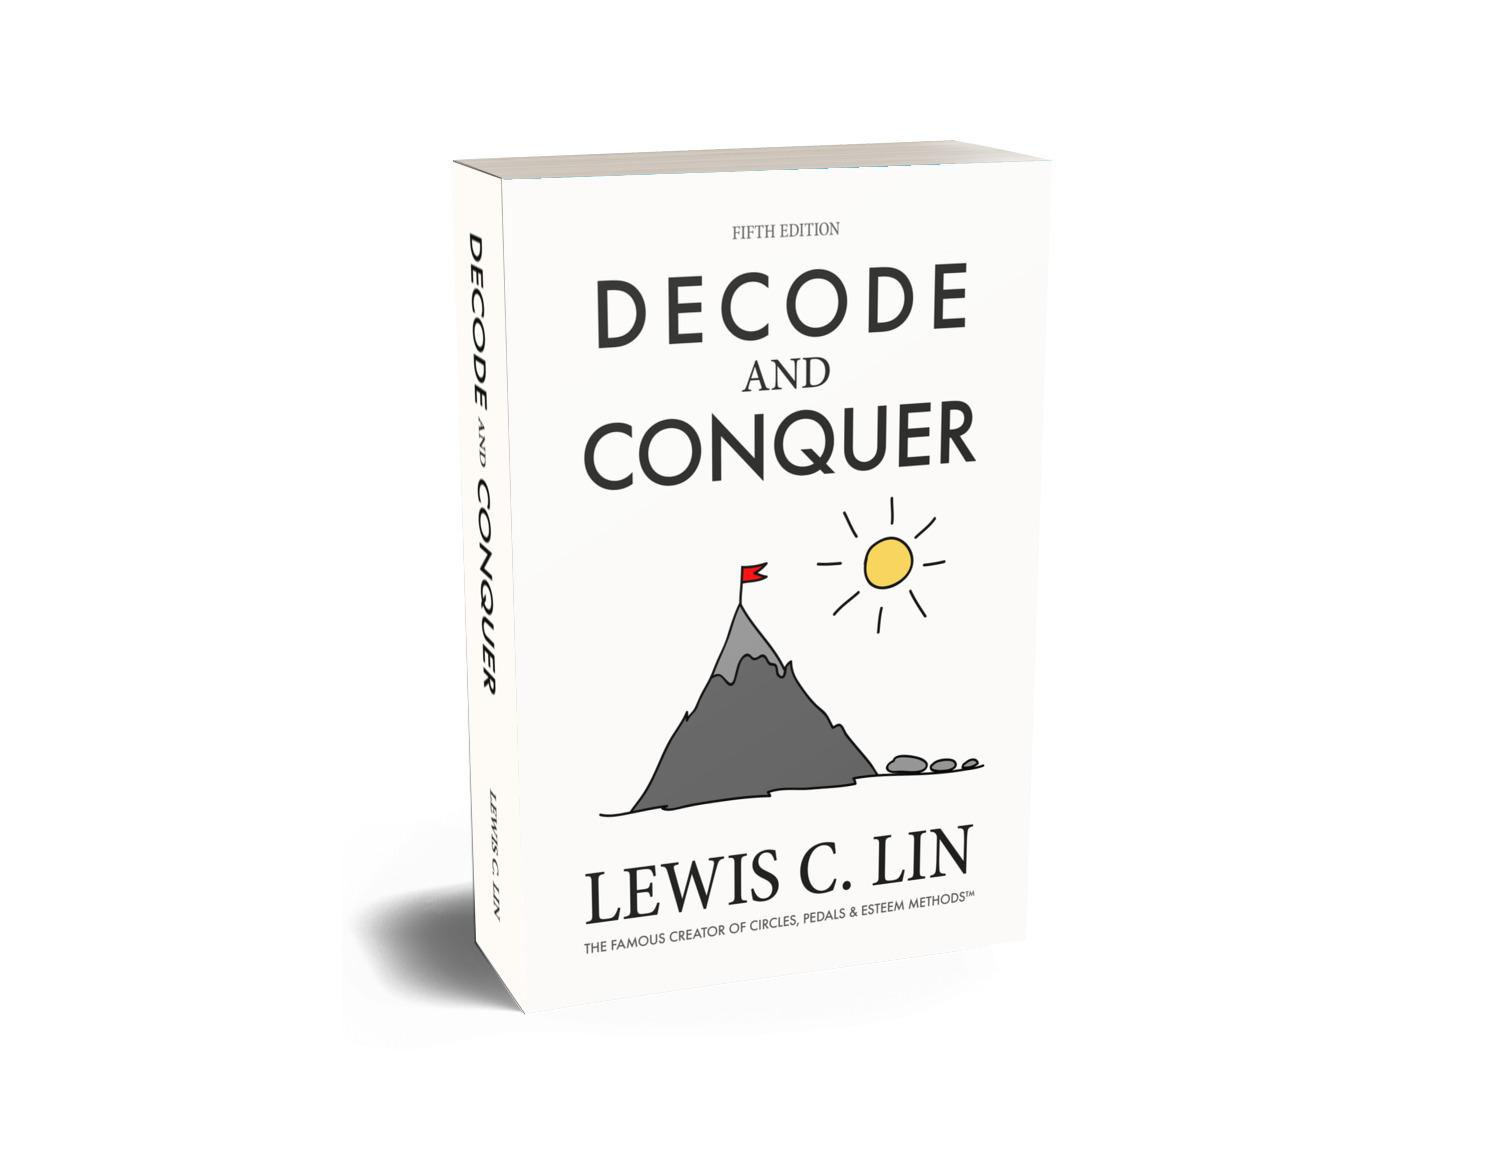 FIFTH EDITION
DECODE
AND
CONQUER
LEWIS C. LIN
THE FAMOUS CREATOR OF CIRCLES, PEDALS & ESTEEM METHODS™
DECODE AND CONQUER
LEWIS C. LIN